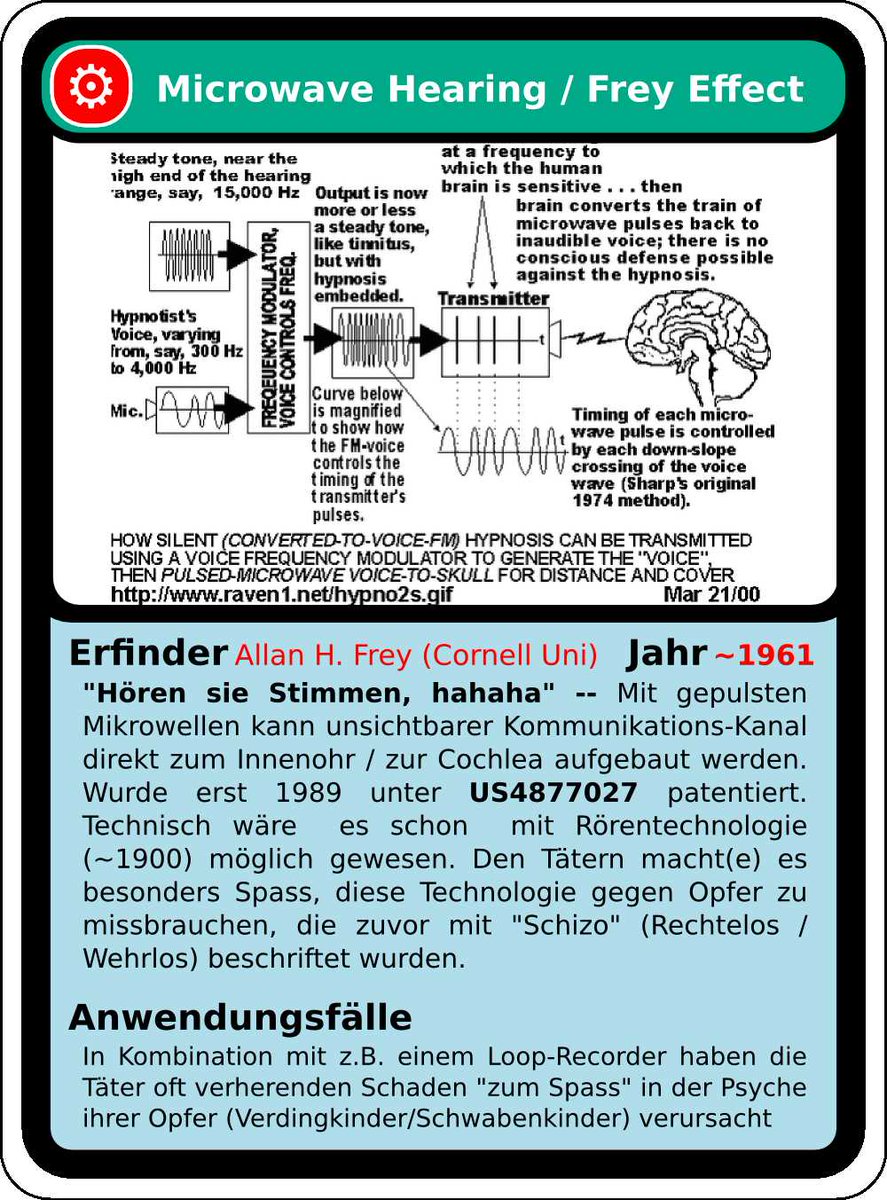 Microwave Hearing / Frey Effect
Steady tone, near the
high end of the hearing
range, say, 15,000 Hz
Output is now
more or less
a steady tone,
like tinnitus,
but with
hypnosis
embedded.
at a frequency to
which the human
brain is sensitive . . . then
brain converts the train of
microwave pulses back to
inaudible voice; there is no
conscious defense possible
against the hypnosis.
Hypnotist's
Voice, varying
from, say, 300 Hz
to 4,000 Hz
Mic.
FREQEUENCY MODULATOR,
VOICE CONTROLS FREQ.
Transmitter
t
Curve below
is magnified
to show how
the FM-voice
controls the
timing of the
transmitter's
pulses.
t
Timing of each micro-
wave pulse is controlled
by each down-slope
crossing of the voice
wave (Sharp's original
1974 method).
HOW SILENT (CONVERTED-TO-VOICE-FM) HYPNOSIS CAN BE TRANSMITTED
USING A VOICE FREQUENCY MODULATOR TO GENERATE THE "VOICE",
THEN PULSED-MICROWAVE VOICE-TO-SKULL FOR DISTANCE AND COVER
http://www.raven1.net/hypno2s.gif Mar 21/00
Erfinder Allan H. Frey (Cornell Uni) Jahr ~1961
"Hören sie Stimmen, hahaha" -- Mit gepulsten
Mikrowellen kann unsichtbarer Kommunikations-Kanal
direkt zum Innenohr / zur Cochlea aufgebaut werden.
Wurde erst 1989 unter US4877027 patentiert.
Technisch wäre es schon mit Rörentechnologie
(~1900) möglich gewesen. Den Tätern macht(e) es
besonders Spass, diese Technologie gegen Opfer zu
missbrauchen, die zuvor mit "Schizo" (Rechtelos /
Wehrlos) beschriftet wurden.
Anwendungsfälle
In Kombination mit z.B. einem Loop-Recorder haben die
Täter oft verherenden Schaden "zum Spass" in der Psyche
ihrer Opfer (Verdingkinder/Schwabenkinder) verursacht